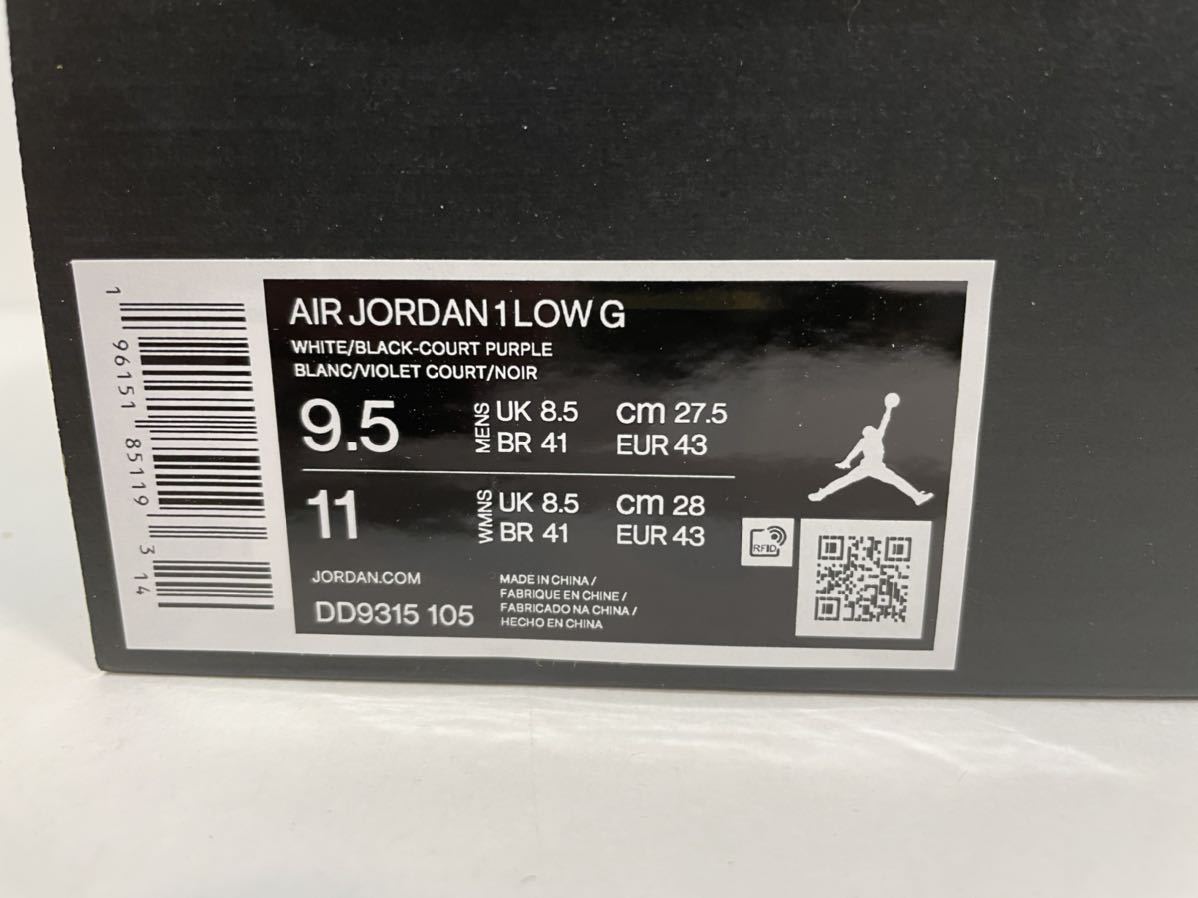 AIR JORDAN 1 LOW G
WHITE/BLACK-COURT PURPLE
BLANC/VIOLET COURT/NOIR
9.5
MENS
UK 8.5 cm 27.5
BR 41 EUR 43
11
WMNS
UK 8.5 cm 28
BR 41 EUR 43
JORDAN.COM
DD9315 105
MADE IN CHINA /
FABRIQUE EN CHINE /
FABRICADO NA CHINA /
HECHO EN CHINA
RFID
1 96151 85119 3 14